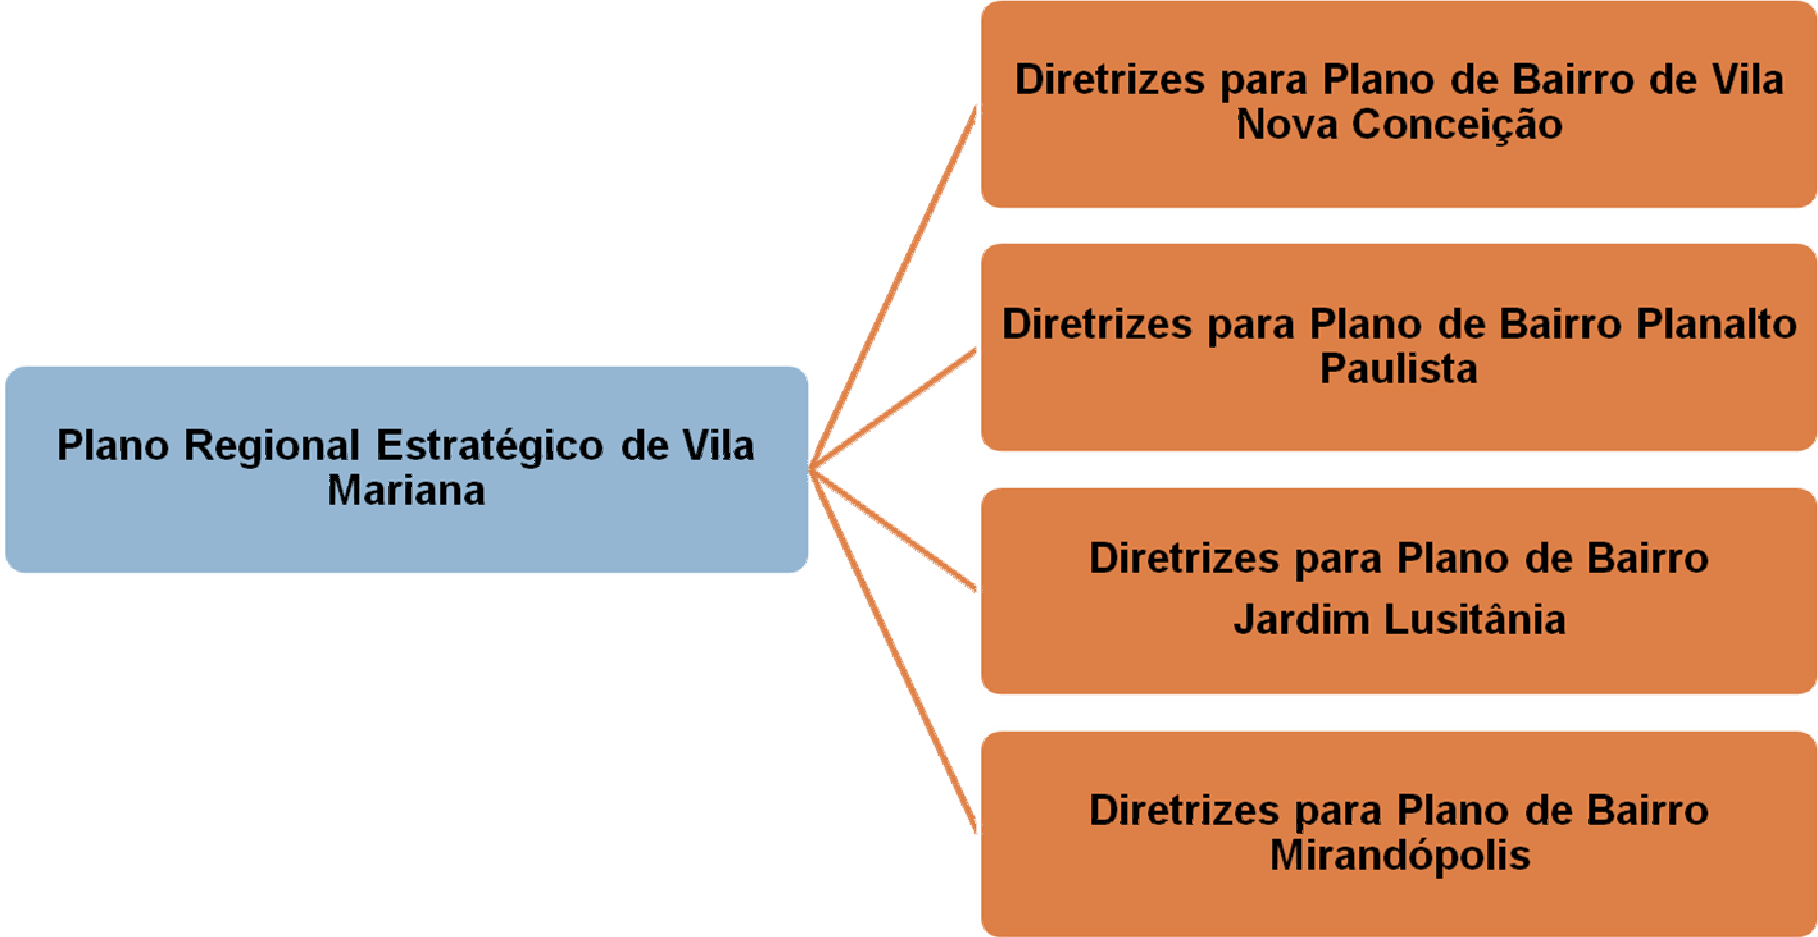 Plano Regional Estratégico de Vila
Mariana
Diretrizes para Plano de Bairro de Vila
Nova Conceição
Diretrizes para Plano de Bairro Planalto
Paulista
Diretrizes para Plano de Bairro
Jardim Lusitânia
Diretrizes para Plano de Bairro
Mirandópolis